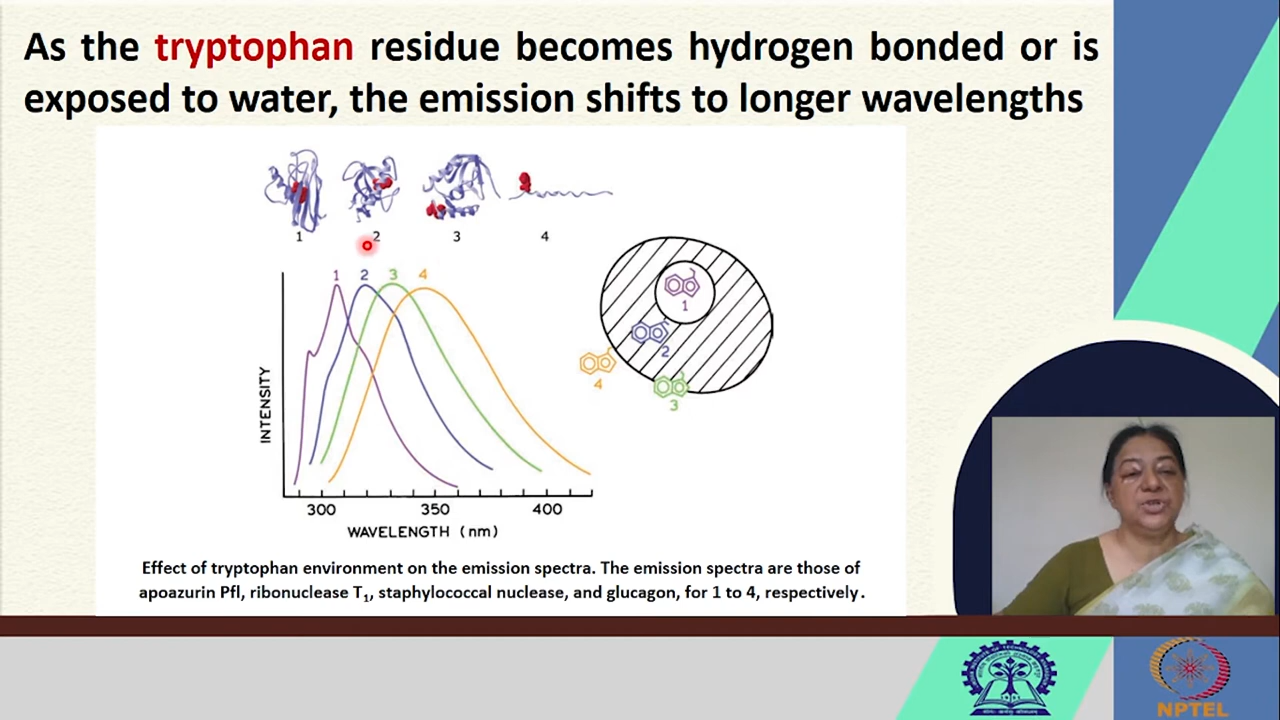 As the tryptophan residue becomes hydrogen bonded or is
exposed to water, the emission shifts to longer wavelengths
1 2 3 4
1 2 3 4
1
2
4
3
INTENSITY
300 350 400
WAVELENGTH (nm)
Effect of tryptophan environment on the emission spectra. The emission spectra are those of
apoazurin Pfl, ribonuclease T1, staphylococcal nuclease, and glucagon, for 1 to 4, respectively.
NPTEL